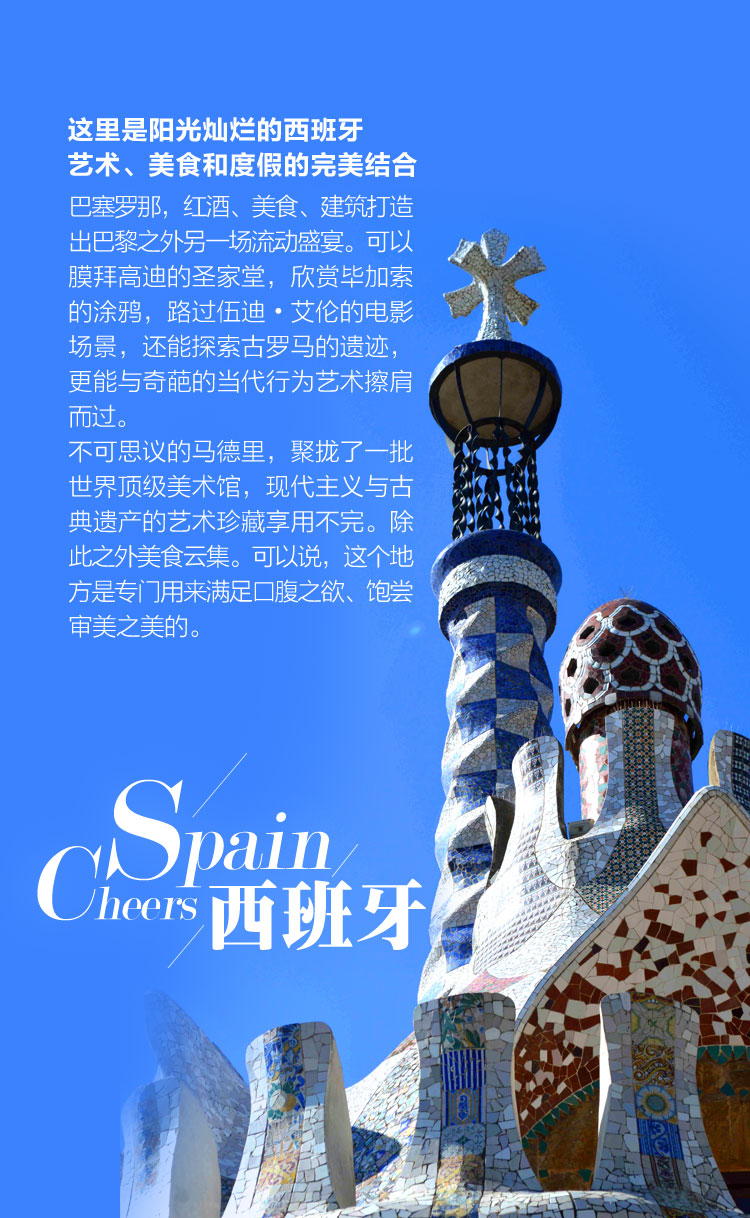 这里是阳光灿烂的西班牙
艺术、美食和度假的完美结合
巴塞罗那，红酒、美食、建筑打造
出巴黎之外另一场流动盛宴。可以
膜拜高迪的圣家堂，欣赏毕加索
的涂鸦，路过伍迪·艾伦的电影
场景，还能探索古罗马的遗迹，
更能与奇葩的当代行为艺术擦肩
而过。
不可思议的马德里，聚拢了一批
世界顶级美术馆，现代主义与古
典遗产的艺术珍藏享用不完。除
此之外美食云集。可以说，这个地
方是专门用来满足口腹之欲、饱尝
审美之美的。
Spain
Cheers 西班牙